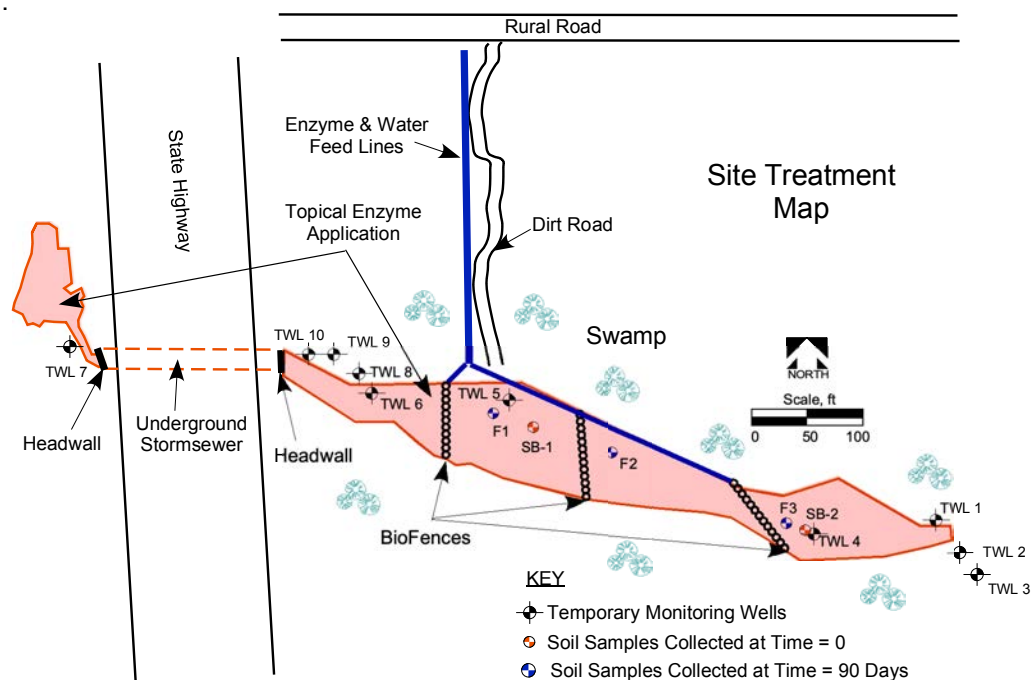 .
Rural Road
State Highway
Enzyme & Water
Feed Lines
Site Treatment
Map
Topical Enzyme
Application
Dirt Road
Swamp
TWL 10
TWL 9
TWL 8
TWL 7
TWL 6
TWL 5
NORTH
Scale, ft
0 50 100
Headwall
Underground
Stormsewer
Headwall
F1
SB-1
F2
F3
SB-2
TWL 4
TWL 1
TWL 2
TWL 3
BioFences
KEY
Temporary Monitoring Wells
Soil Samples Collected at Time = 0
Soil Samples Collected at Time = 90 Days